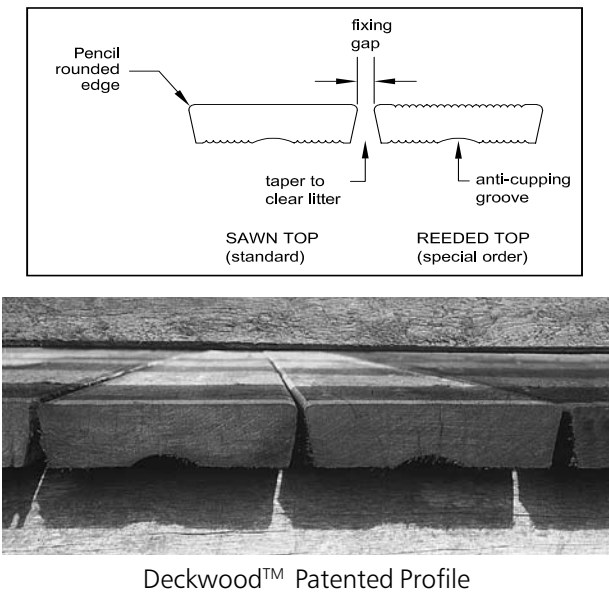 fixing
gap
Pencil
rounded
edge
taper to
clear litter
anti-cupping
groove
SAWN TOP
(standard)
REEDED TOP
(special order)
Deckwood™ Patented Profile